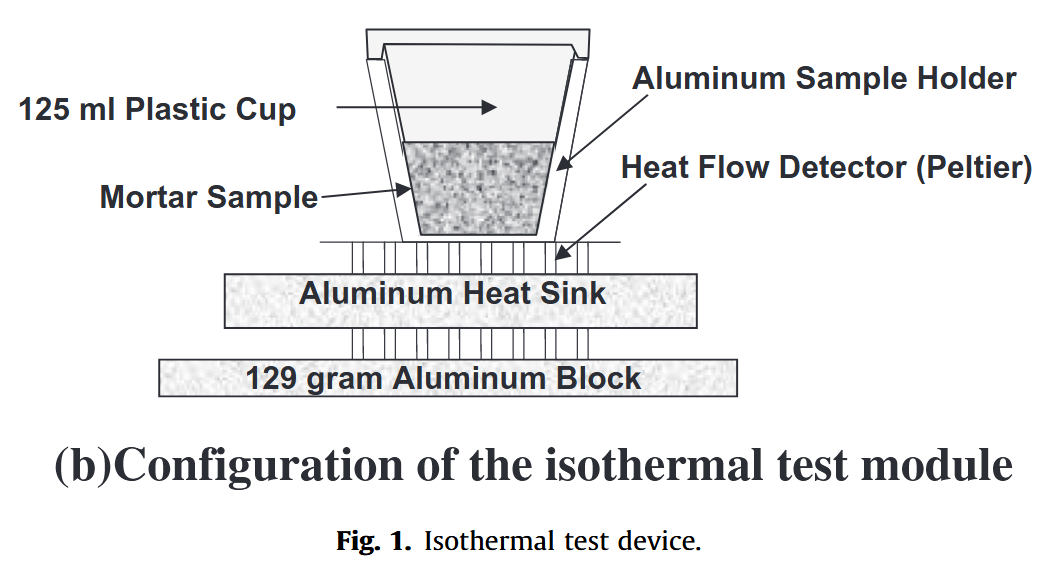 125 ml Plastic Cup
Aluminum Sample Holder
Mortar Sample
Heat Flow Detector (Peltier)
Aluminum Heat Sink
129 gram Aluminum Block
(b)Configuration of the isothermal test module
Fig. 1. Isothermal test device.